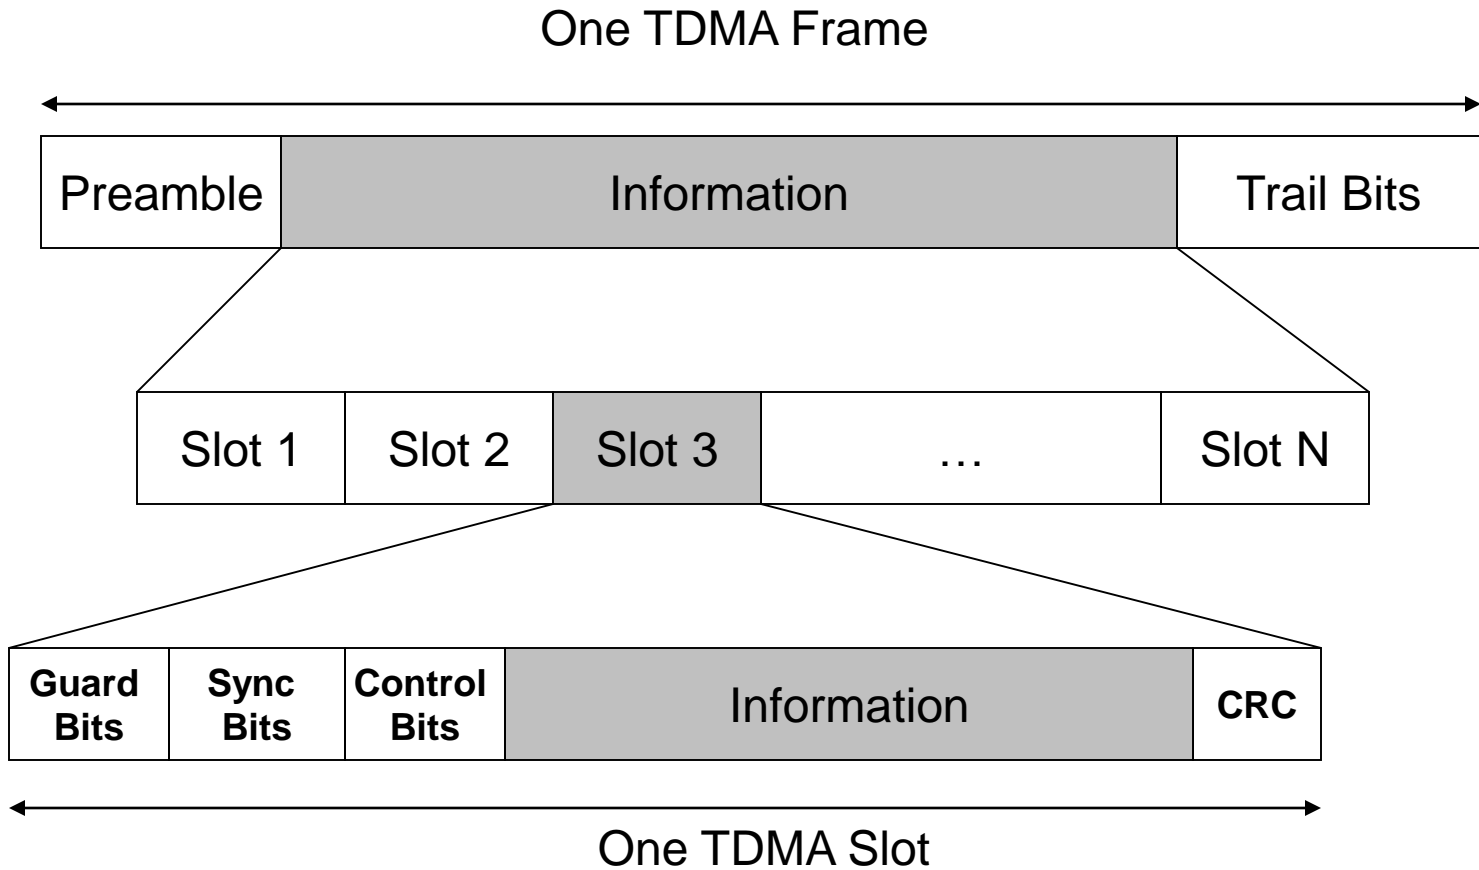 One TDMA Frame
Preamble
Information
Trail Bits
Slot 1
Slot 2
Slot 3
...
Slot N
Guard
Bits
Sync
Bits
Control
Bits
Information
CRC
One TDMA Slot